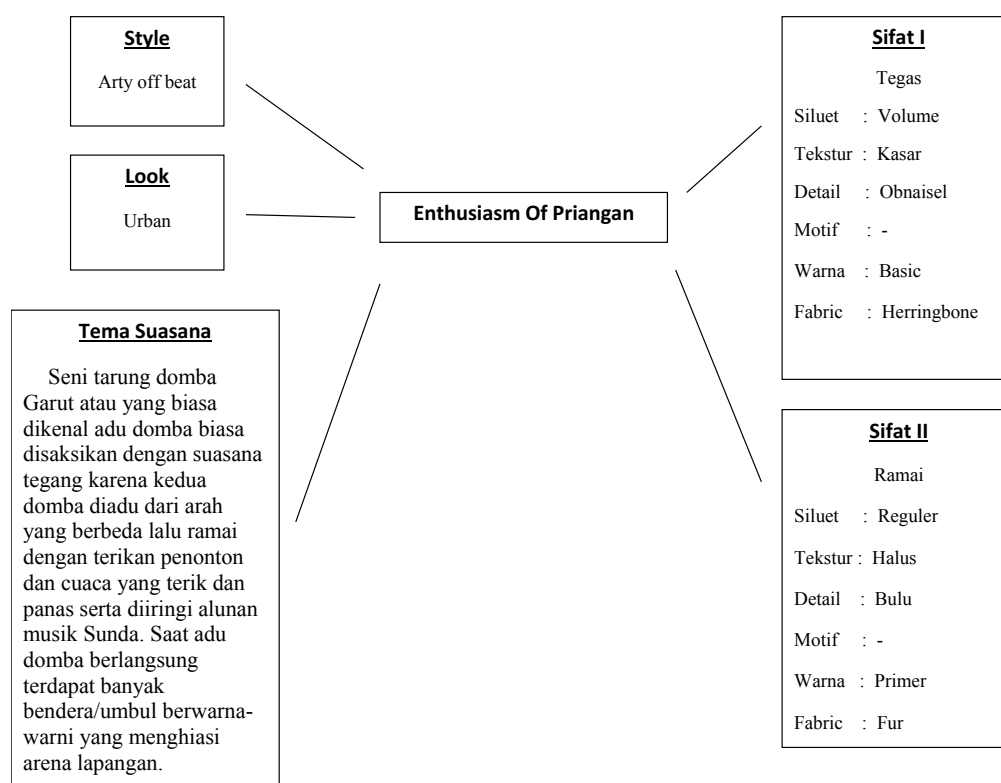 Style
Arty off beat
Look
Urban
Tema Suasana
Seni tarung domba
Garut atau yang biasa
dikenal adu domba biasa
disaksikan dengan suasana
tegang karena kedua
domba diadu dari arah
yang berbeda lalu ramai
dengan terikan penonton
dan cuaca yang terik dan
panas serta diiringi alunan
musik Sunda. Saat adu
domba berlangsung
terdapat banyak
bendera/umbul berwarna-
warni yang menghiasi
arena lapangan.
Enthusiasm Of Priangan
Sifat I
Tegas
Siluet : Volume
Tekstur : Kasar
Detail : Obnaisel
Motif : -
Warna : Basic
Fabric : Herringbone
Sifat II
Ramai
Siluet : Reguler
Tekstur : Halus
Detail : Bulu
Motif : -
Warna : Primer
Fabric : Fur